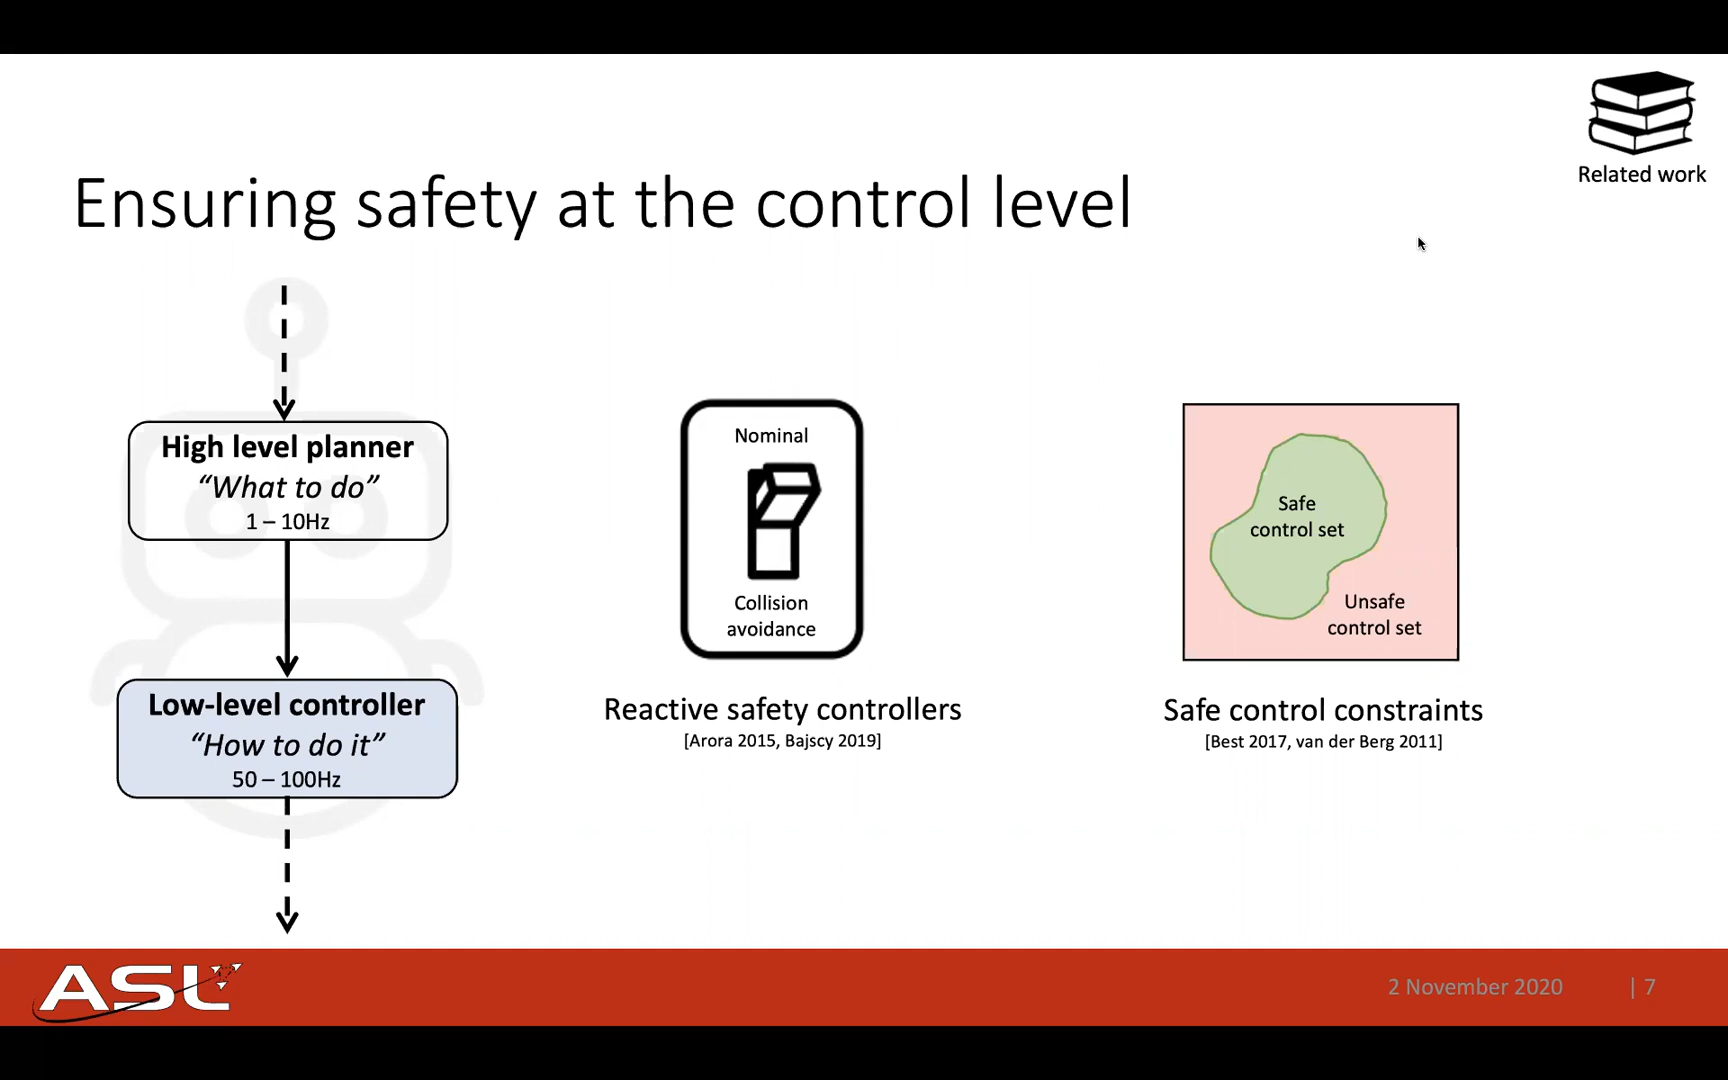 Related work
Ensuring safety at the control level
High level planner
“What to do”
1 – 10Hz
Low-level controller
“How to do it”
50 – 100Hz
Nominal
Collision
avoidance
Reactive safety controllers
[Arora 2015, Bajscy 2019]
Safe
control set
Unsafe
control set
Safe control constraints
[Best 2017, van der Berg 2011]
ASL
2 November 2020
| 7